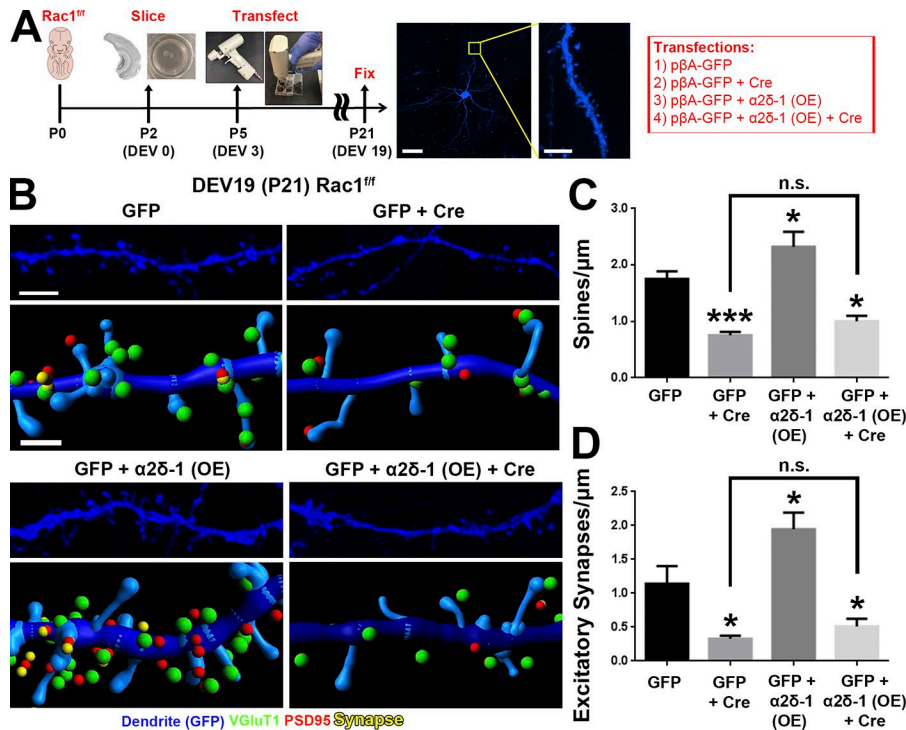 A
Rac1f/f
Slice
Transfect
Fix
P0
P2
(DEV 0)
P5
(DEV 3)
P21
(DEV 19)
Transfections:
1) pβA-GFP
2) pβA-GFP + Cre
3) pβA-GFP + α2δ-1 (OE)
4) pβA-GFP + α2δ-1 (OE) + Cre
B
DEV19 (P21) Rac1f/f
GFP
GFP + Cre
GFP + α2δ-1 (OE)
GFP + α2δ-1 (OE) + Cre
Dendrite (GFP) VGluT1 PSD95 Synapse
C
n.s.
Spines/µm
3.0
2.0
1.0
0.0
***
*
*
GFP
GFP + Cre
GFP + α2δ-1 (OE)
GFP + α2δ-1 (OE) + Cre
D
n.s.
Excitatory Synapses/µm
2.5
2.0
1.5
1.0
0.5
0.0
*
*
*
GFP
GFP + Cre
GFP + α2δ-1 (OE)
GFP + α2δ-1 (OE) + Cre